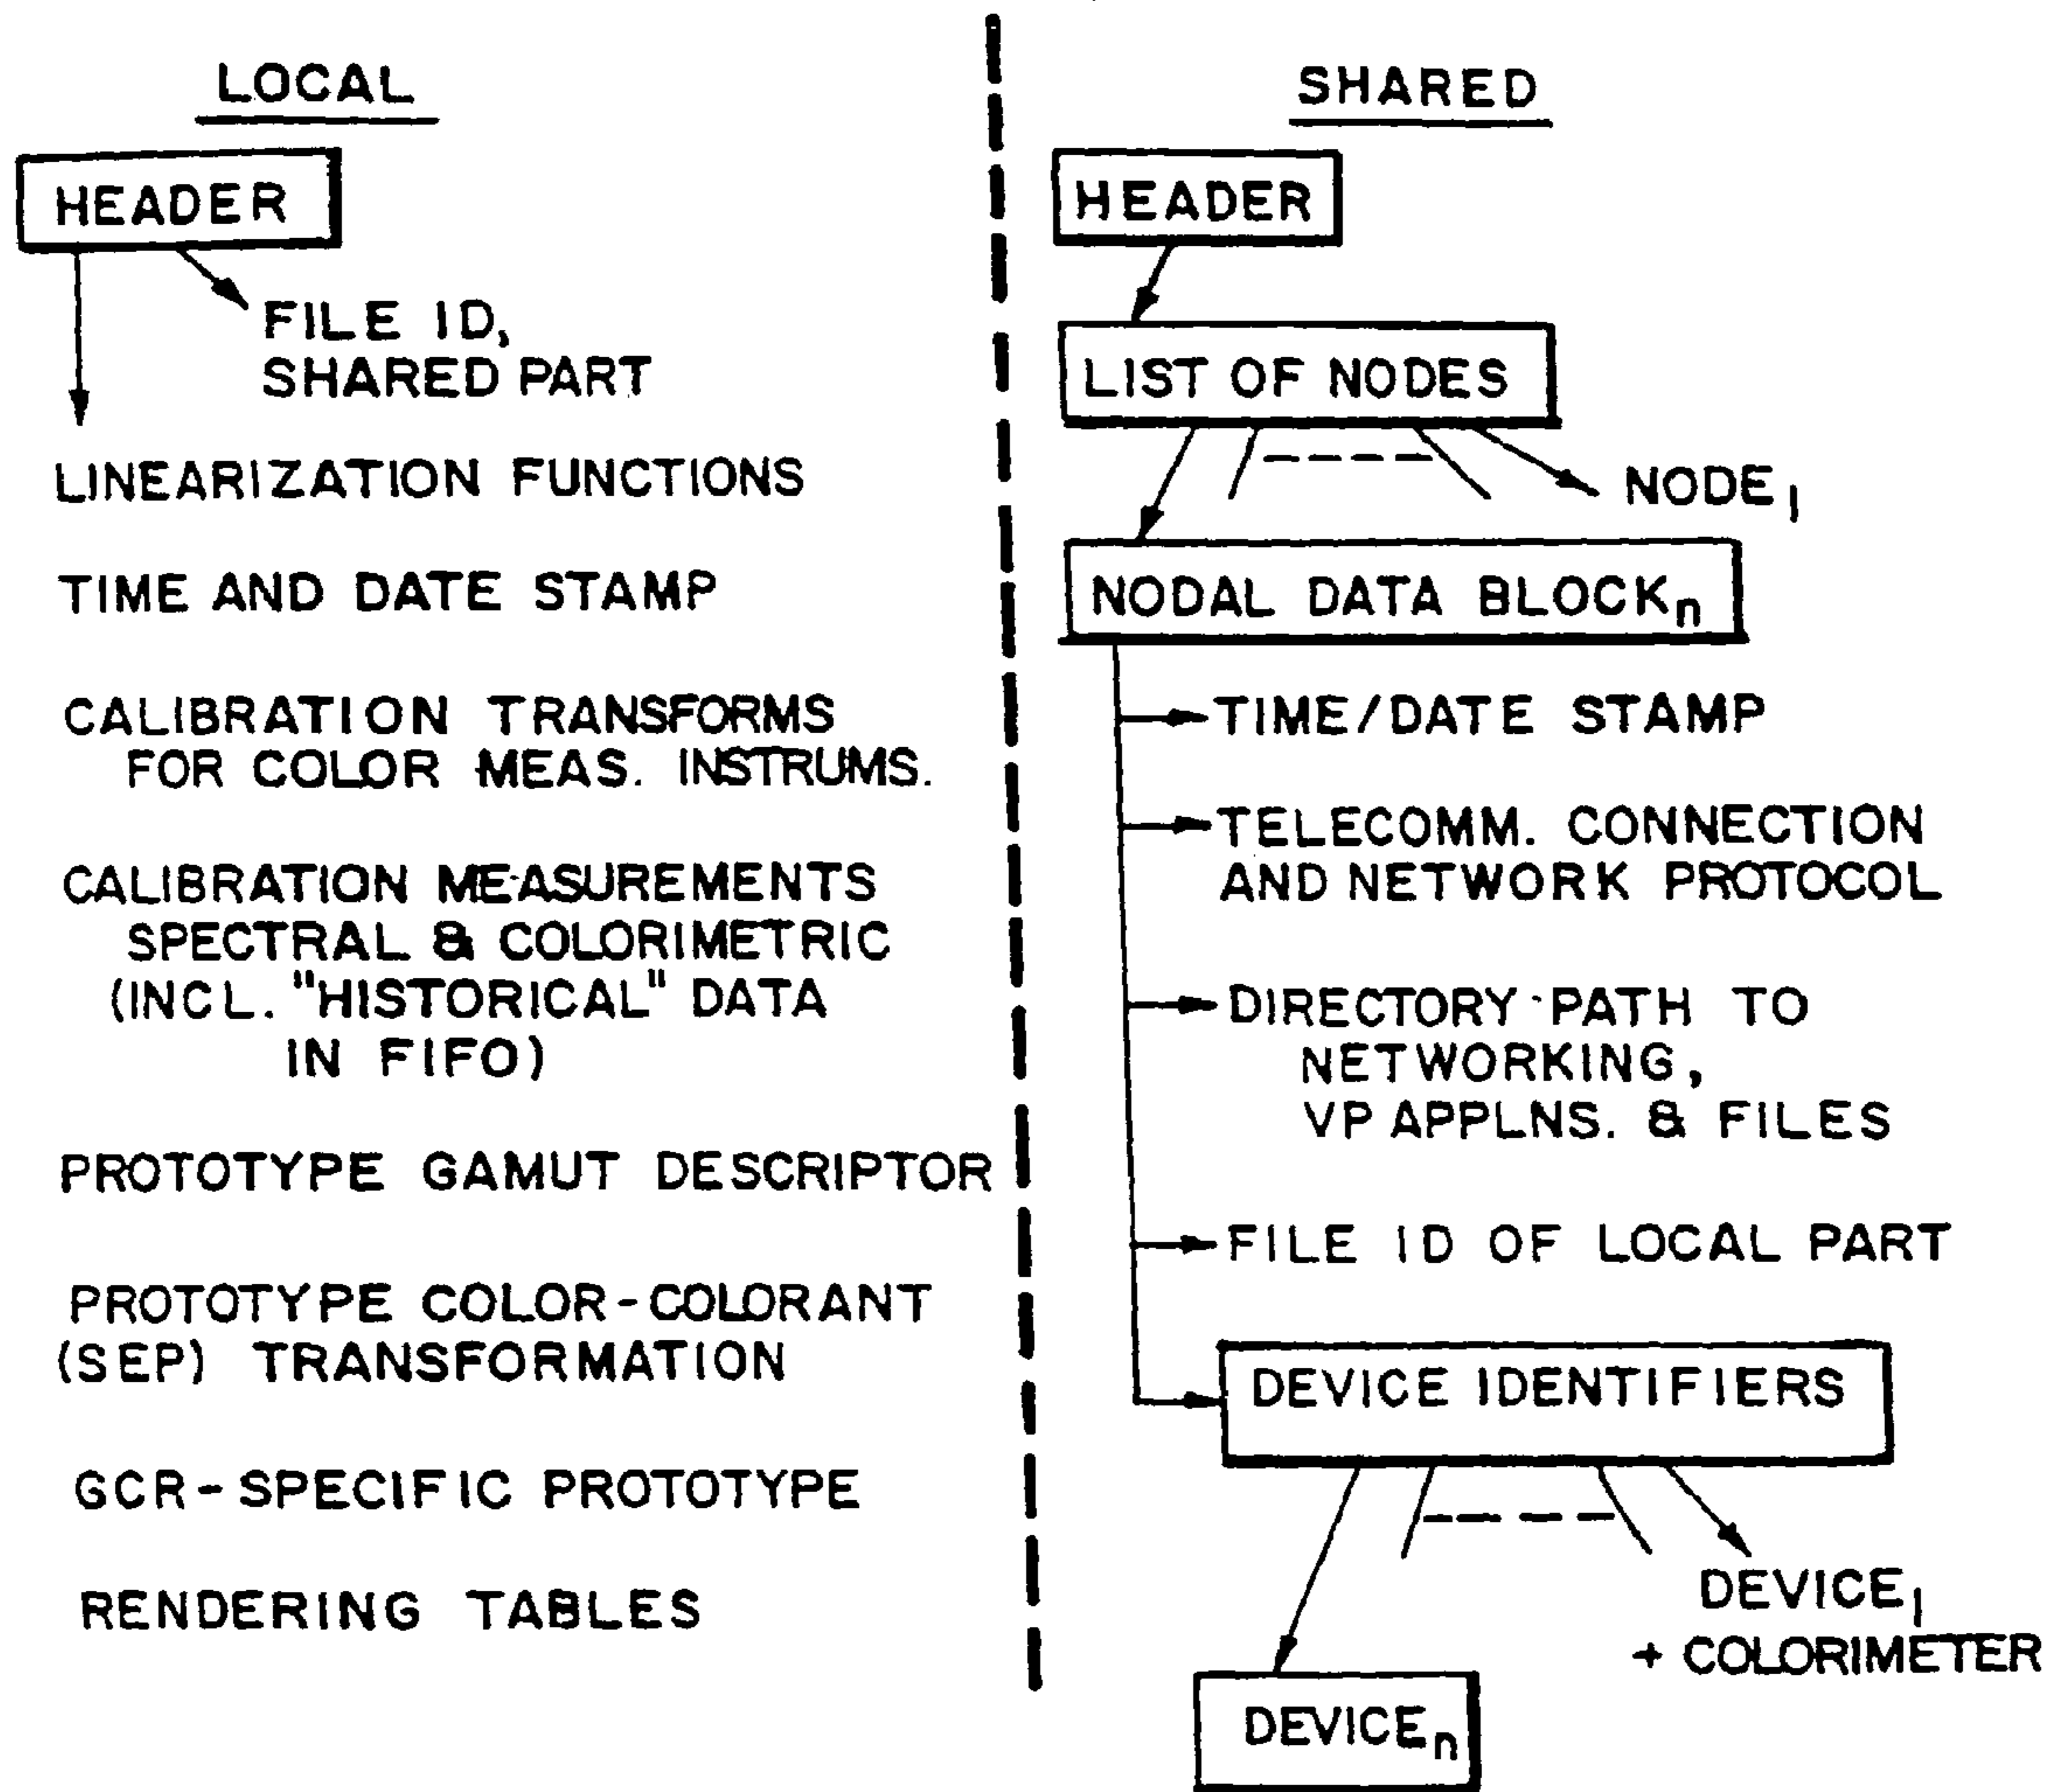 LOCAL
HEADER
FILE ID,
SHARED PART
LINEARIZATION FUNCTIONS
TIME AND DATE STAMP
CALIBRATION TRANSFORMS
FOR COLOR MEAS. INSTRUMS.
CALIBRATION MEASUREMENTS
SPECTRAL & COLORIMETRIC
(INCL. "HISTORICAL" DATA
IN FIFO)
PROTOTYPE GAMUT DESCRIPTOR
PROTOTYPE COLOR-COLORANT
(SEP) TRANSFORMATION
GCR-SPECIFIC PROTOTYPE
RENDERING TABLES
SHARED
HEADER
LIST OF NODES
NODE1
NODAL DATA BLOCKn
TIME/DATE STAMP
TELECOMM. CONNECTION
AND NETWORK PROTOCOL
DIRECTORY-PATH TO
NETWORKING,
VP APPLNS. & FILES
FILE ID OF LOCAL PART
DEVICE IDENTIFIERS
DEVICE1
+ COLORIMETER
DEVICEn